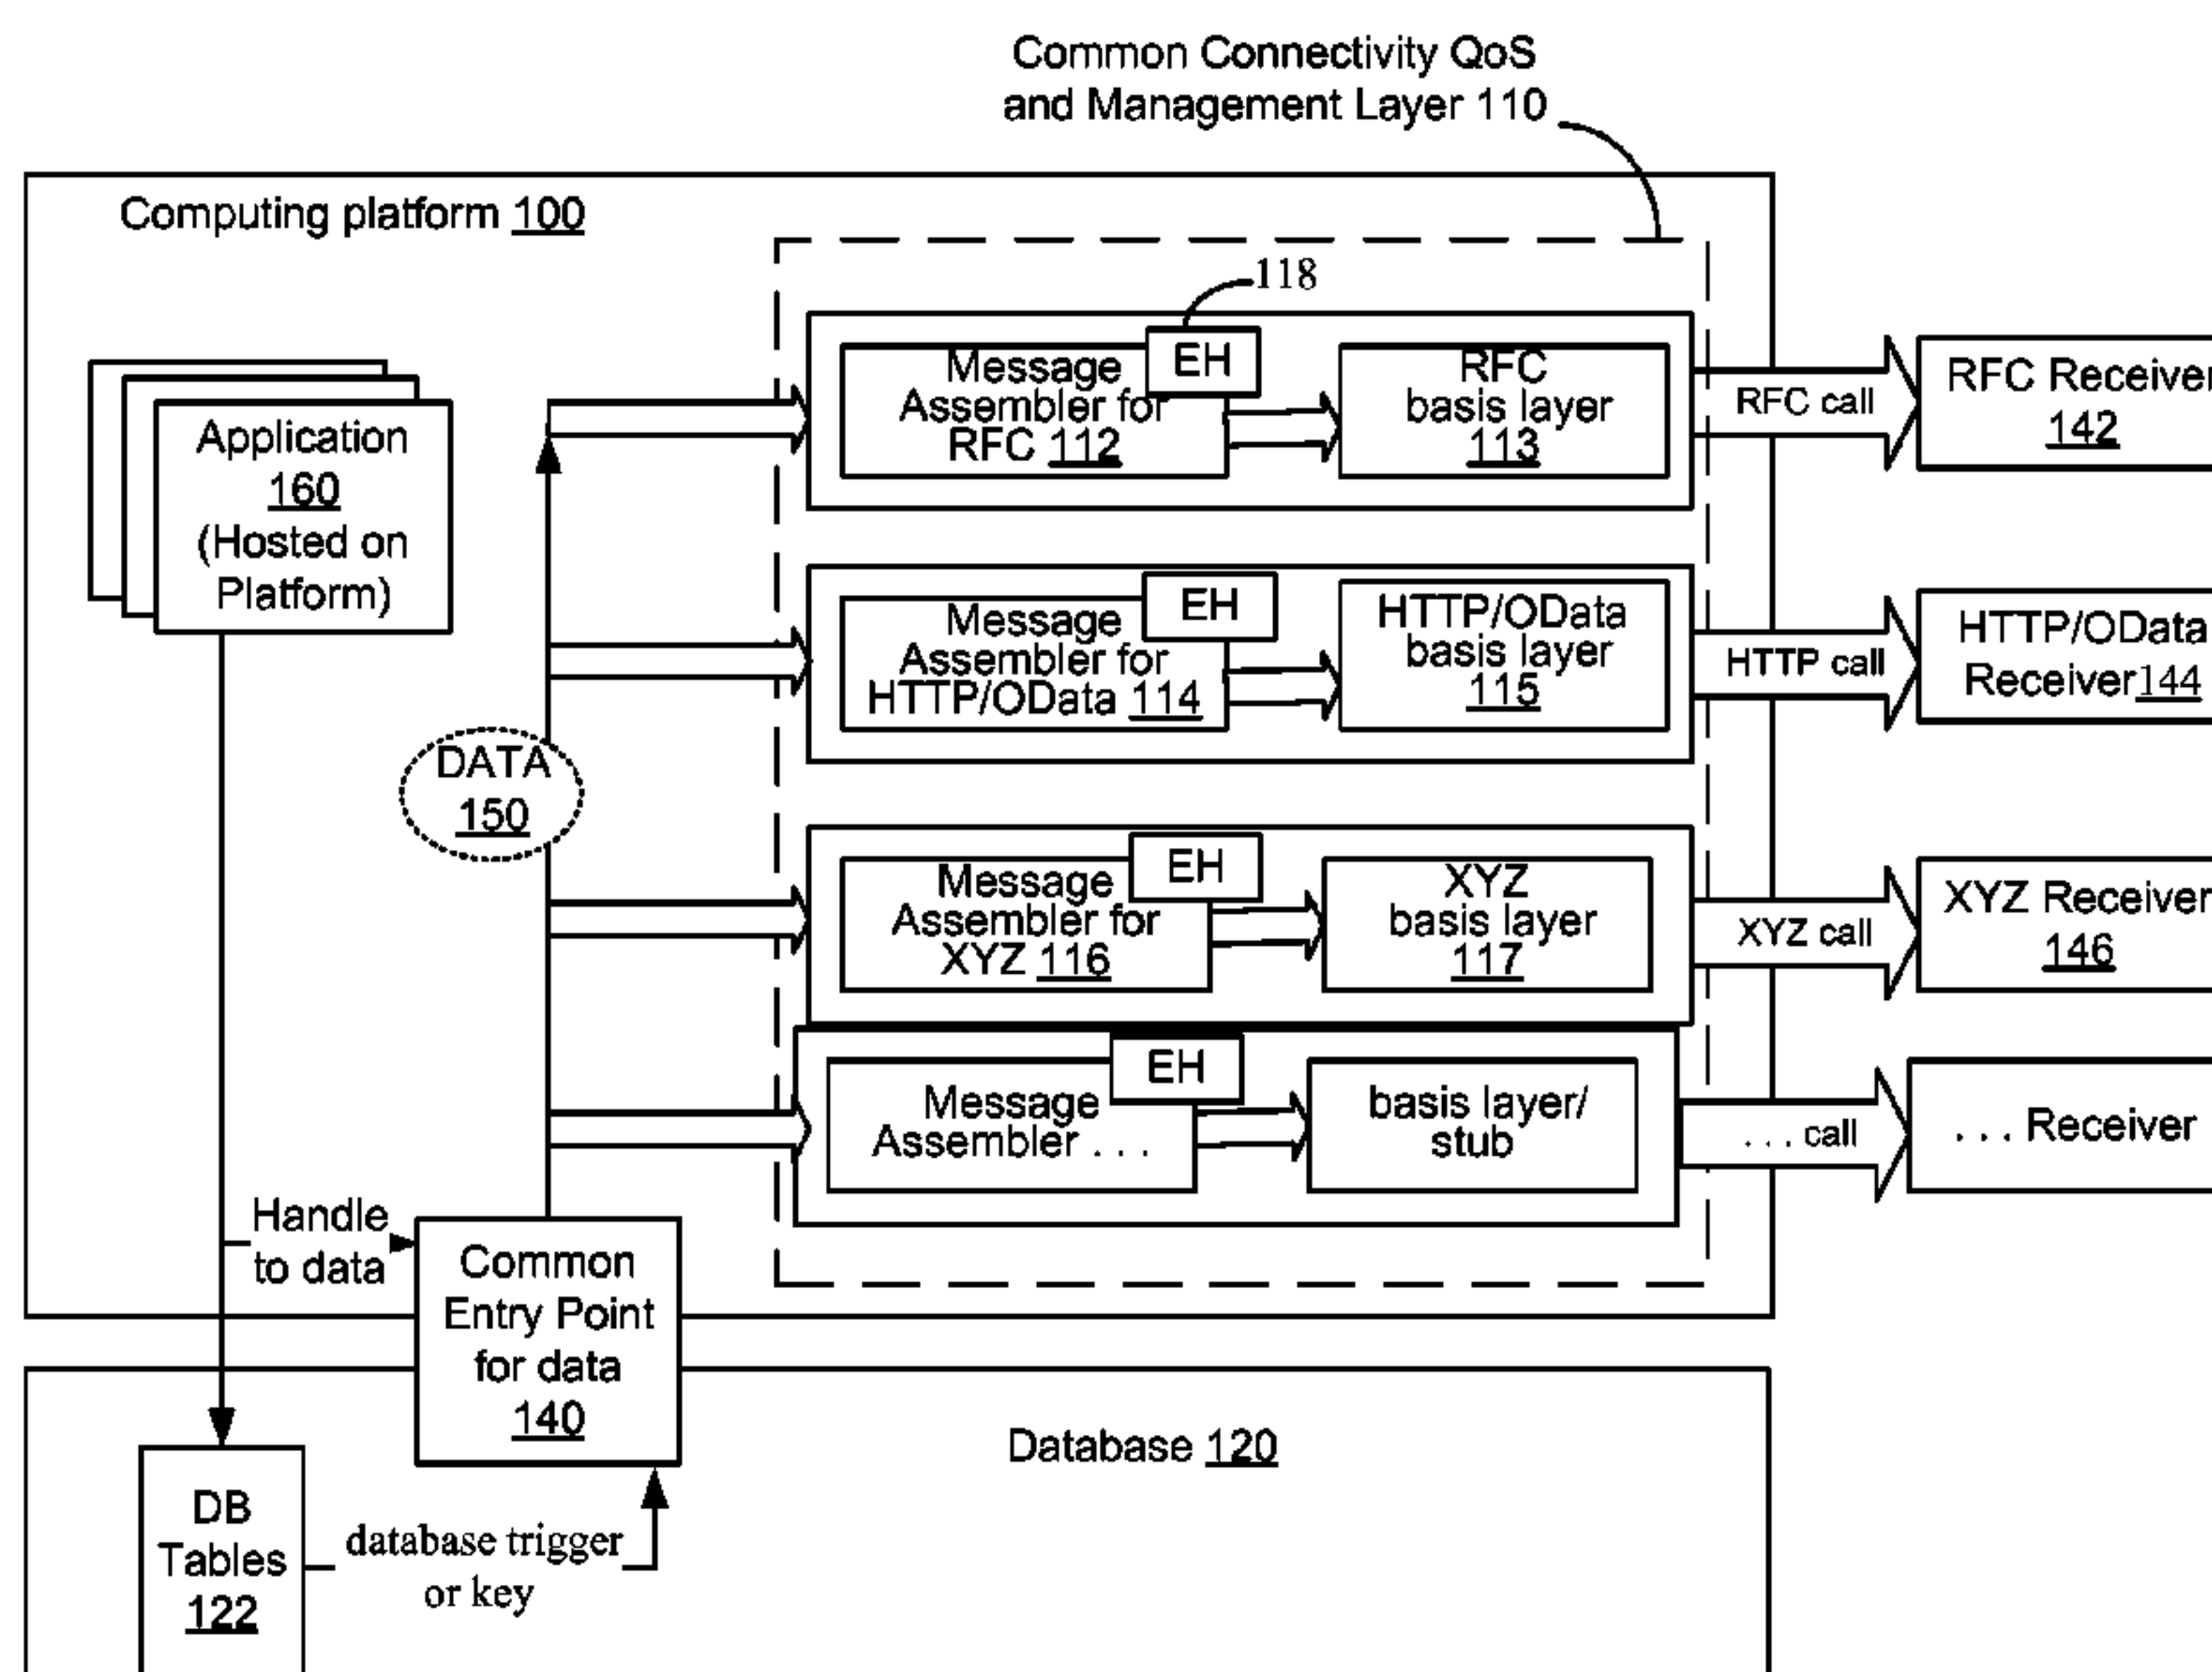 Common Connectivity QoS
and Management Layer 110
Computing platform 100
118
Application
160
(Hosted on
Platform)
Message
Assembler for
RFC 112
EH
RFC
basis layer
113
RFC call
RFC Receiver
142
Message
Assembler for
HTTP/OData 114
EH
HTTP/OData
basis layer
115
HTTP call
HTTP/OData
Receiver144
DATA
150
Message
Assembler for
XYZ 116
EH
XYZ
basis layer
117
XYZ call
XYZ Receiver
146
Message
Assembler . . .
EH
basis layer/
stub
. . . call
. . . Receiver
Handle
to data
Common
Entry Point
for data
140
Database 120
DB
Tables
122
database trigger
or key